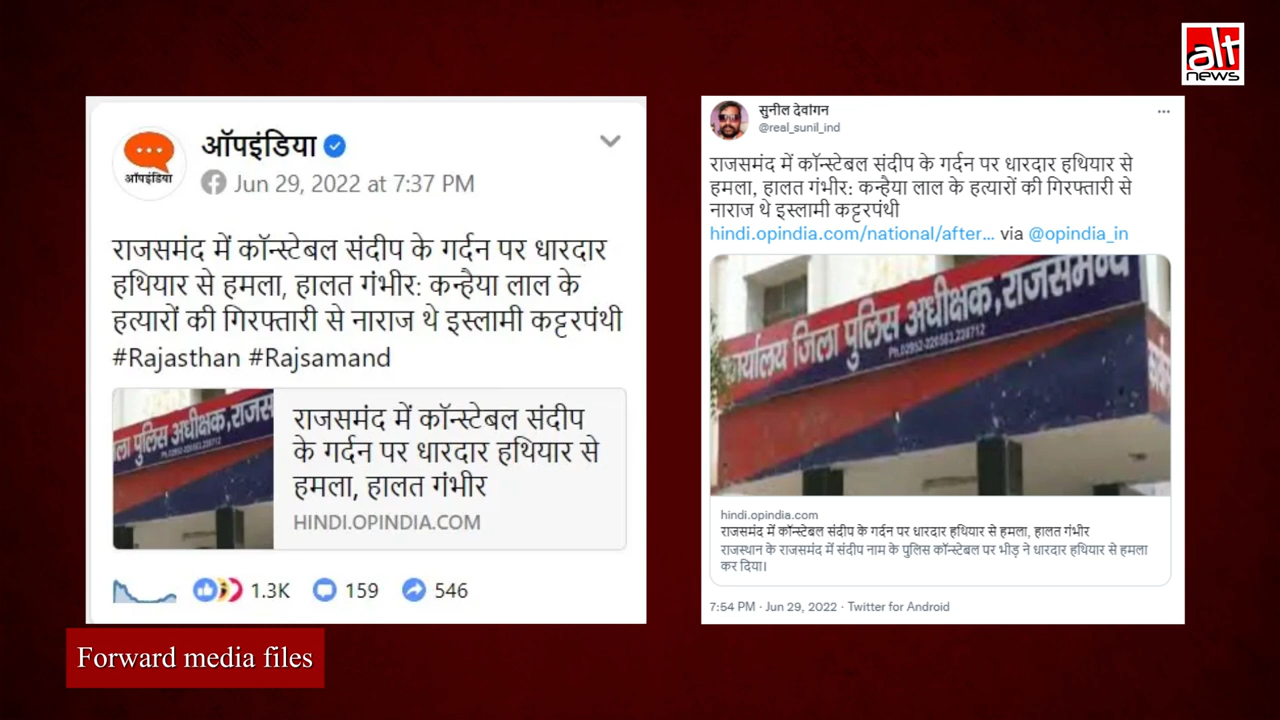 alt
news
ऑपइंडिया
ऑपइंडिया
Jun 29, 2022 at 7:37 PM
राजसमंद में कॉन्स्टेबल संदीप के गर्दन पर धारदार
हथियार से हमला, हालत गंभीर: कन्हैया लाल के
हत्यारों की गिरफ्तारी से नाराज थे इस्लामी कट्टरपंथी
#Rajasthan #Rajsamand
ला पुलिस अधीक्षक, राजस
राजसमंद में कॉन्स्टेबल संदीप
के गर्दन पर धारदार हथियार से
हमला, हालत गंभीर
HINDI.OPINDIA.COM
1.3K 159 546
सुनील देवांगन
@real_sunil_ind
राजसमंद में कॉन्स्टेबल संदीप के गर्दन पर धारदार हथियार से
हमला, हालत गंभीर: कन्हैया लाल के हत्यारों की गिरफ्तारी से
नाराज थे इस्लामी कट्टरपंथी
hindi.opindia.com/national/after... via @opindia_in
कार्यालय जिला पुलिस अधीक्षक, राजसमन्द
hindi.opindia.com
राजसमंद में कॉन्स्टेबल संदीप के गर्दन पर धारदार हथियार से हमला, हालत गंभीर
राजस्थान के राजसमंद में संदीप नाम के पुलिस कॉन्स्टेबल पर भीड़ ने धारदार हथियार से हमला
कर दिया।
7:54 PM · Jun 29, 2022 · Twitter for Android
Forward media files